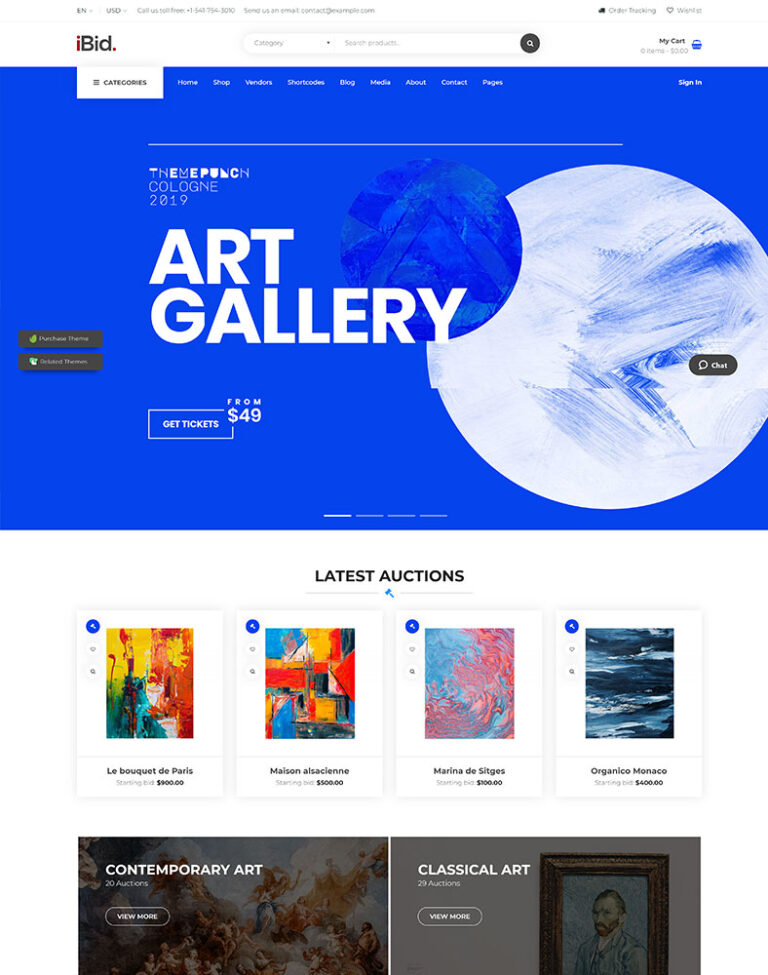 EN USD Call us toll free: +1-541-754-3010 Send us an email: contact@example.com Order Tracking Wishlist
iBid.
Category Search products...
My Cart
0 items - $0.00
CATEGORIES Home Shop Vendors Shortcodes Blog Media About Contact Pages Sign In
THEMEPUNCH
COLOGNE
2019
ART
GALLERY
Purchase Theme
Related Themes
Chat
FROM
$49
GET TICKETS
LATEST AUCTIONS
Le bouquet de Paris
Starting bid: $900.00
Maison alsacienne
Starting bid: $500.00
Marina de Sitges
Starting bid: $100.00
Organico Monaco
Starting bid: $400.00
CONTEMPORARY ART
20 Auctions
VIEW MORE
CLASSICAL ART
29 Auctions
VIEW MORE